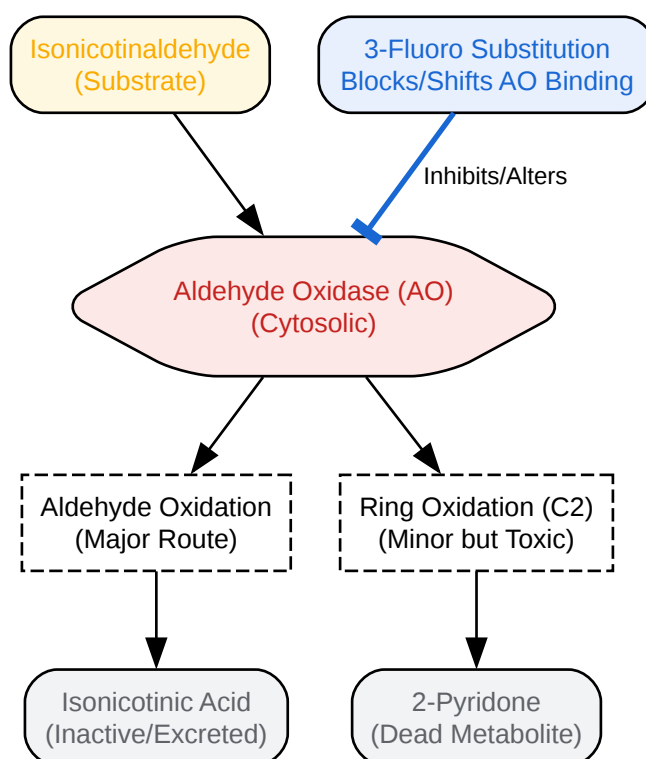 Isonicotinaldehyde
(Substrate)
3-Fluoro Substitution
Blocks/Shifts AO Binding
Inhibits/Alters
Aldehyde Oxidase (AO)
(Cytosolic)
Aldehyde Oxidation
(Major Route)
Ring Oxidation (C2)
(Minor but Toxic)
Isonicotinic Acid
(Inactive/Excreted)
2-Pyridone
(Dead Metabolite)